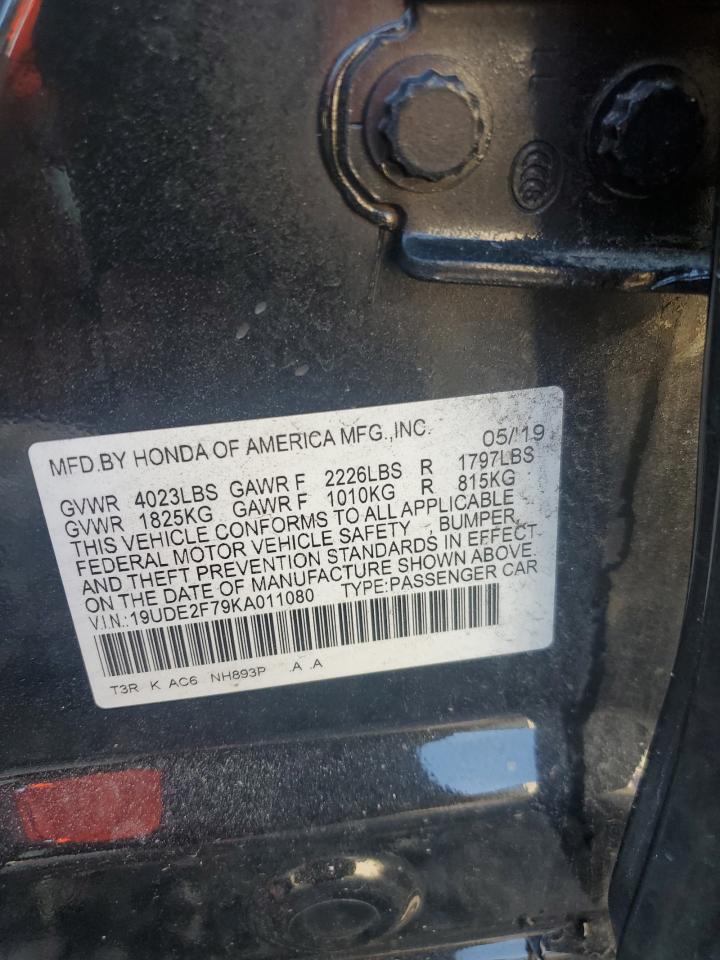 MFD.BY HONDA OF AMERICA MFG.,INC. 05/'19
GVWR 4023LBS GAWR F 2226LBS R 1797LBS
GVWR 1825KG GAWR F 1010KG R 815KG
THIS VEHICLE CONFORMS TO ALL APPLICABLE
FEDERAL MOTOR VEHICLE SAFETY , BUMPER,
AND THEFT PREVENTION STANDARDS IN EFFECT
ON THE DATE OF MANUFACTURE SHOWN ABOVE.
V.I.N.:19UDE2F79KA011080 TYPE:PASSENGER CAR
T3R K AC6 NH893P .A .A